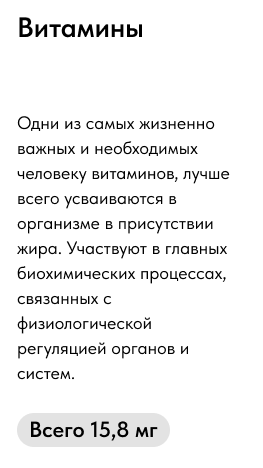 Витамины
Одни из самых жизненно
важных и необходимых
человеку витаминов, лучше
всего усваиваются в
организме в присутствии
жира. Участвуют в главных
биохимических процессах,
связанных с
физиологической
регуляцией органов и
систем.
Всего 15,8 мг